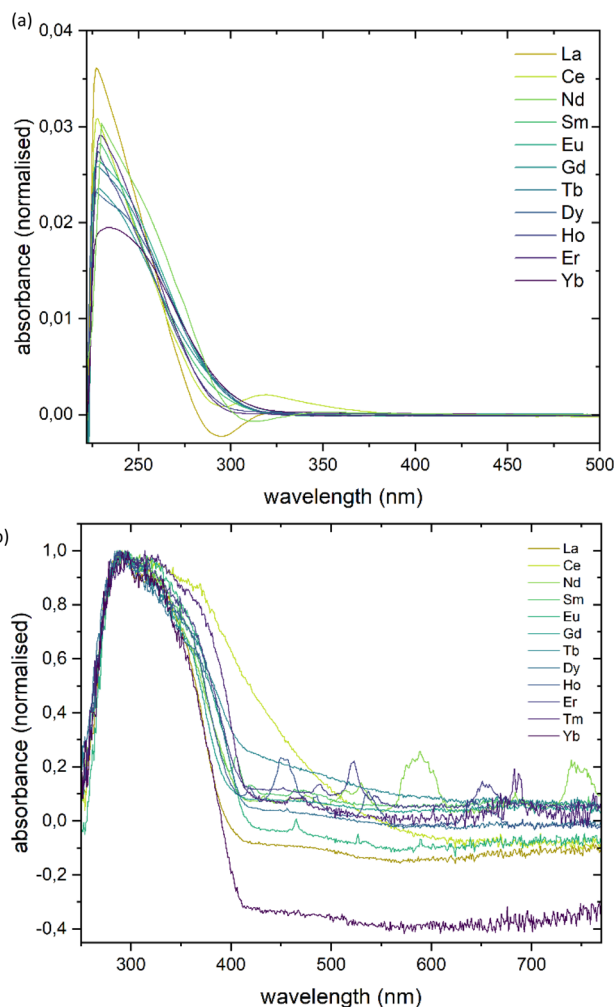 (a)
0,04
0,03
0,02
0,01
0,00
absorbance (normalised)
La
Ce
Nd
Sm
Eu
Gd
Tb
Dy
Ho
Er
Yb
250
300
350
400
450
500
wavelength (nm)
b)
1,0
0,8
0,6
0,4
0,2
0,0
-0,2
-0,4
absorbance (normalised)
La
Ce
Nd
Sm
Eu
Gd
Tb
Dy
Ho
Er
Tm
Yb
300
400
500
600
700
wavelength (nm)